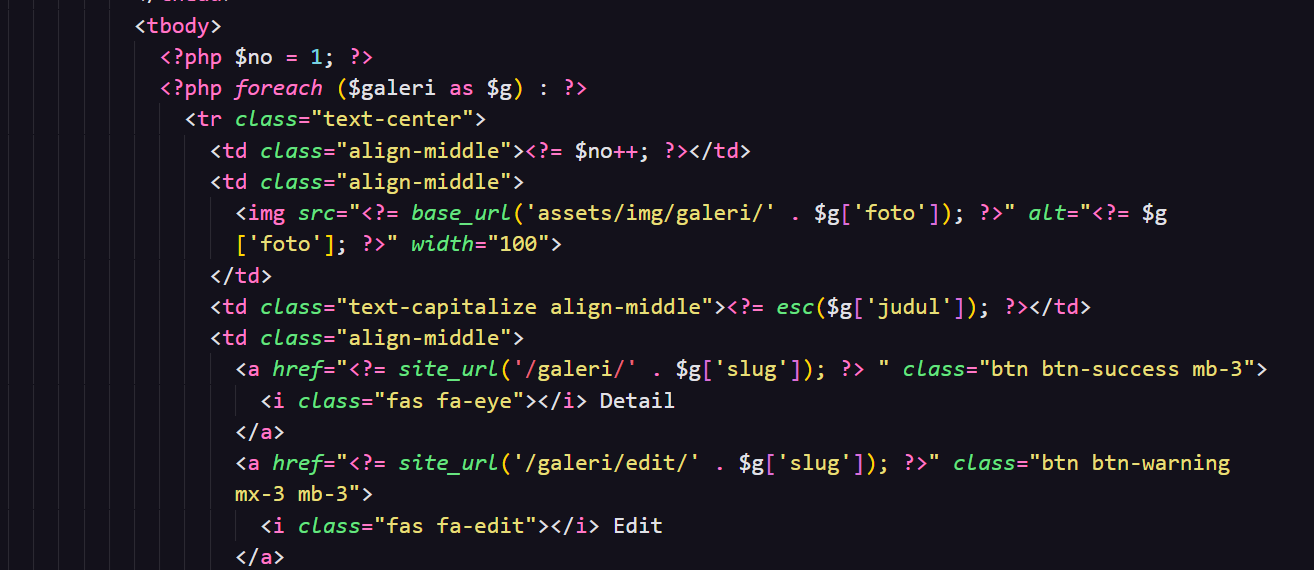 <tbody>
<?php $no = 1; ?>
<?php foreach ($galeri as $g) : ?>
<tr class="text-center">
<td class="align-middle"><?= $no++; ?></td>
<td class="align-middle">
<img src="<?= base_url('assets/img/galeri/' . $g['foto']); ?>" alt="<?= $g
['foto']; ?>" width="100">
</td>
<td class="text-capitalize align-middle"><?= esc($g['judul']); ?></td>
<td class="align-middle">
<a href="<?= site_url('/galeri/' . $g['slug']); ?> " class="btn btn-success mb-3">
<i class="fas fa-eye"></i> Detail
</a>
<a href="<?= site_url('/galeri/edit/' . $g['slug']); ?>" class="btn btn-warning
mx-3 mb-3">
<i class="fas fa-edit"></i> Edit
</a>